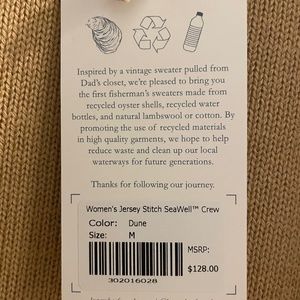 Inspired by a vintage sweater pulled from
Dad's closet, we're pleased to bring you
the first fisherman's sweaters made from
recycled oyster shells, recycled water
bottles, and natural lambswool or cotton. By
promoting the use of recycled materials
in high quality garments, we hope to help
reduce waste and clean up our local
waterways for future generations.
Thanks for following our journey.
Women's Jersey Stitch SeaWell™ Crew
Color: Dune
Size: M
MSRP:
$128.00
302016028